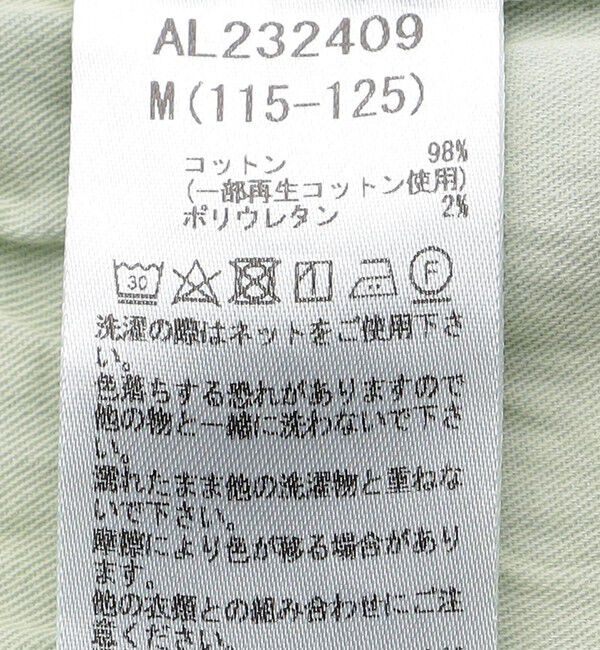 AL232409
M(115-125)
コットン 98%
(一部再生コットン使用)
ポリウレタン 2%
30 F
洗濯の際はネットをご使用下さ
い。
色落ちする恐れがありますので
他の物と一緒に洗わないで下さ
い。
濡れたまま他の洗濯物と重ねな
いで下さい。
摩擦により色が移る場合があり
ます。
他の衣類との組み合わせにご注
意ください。